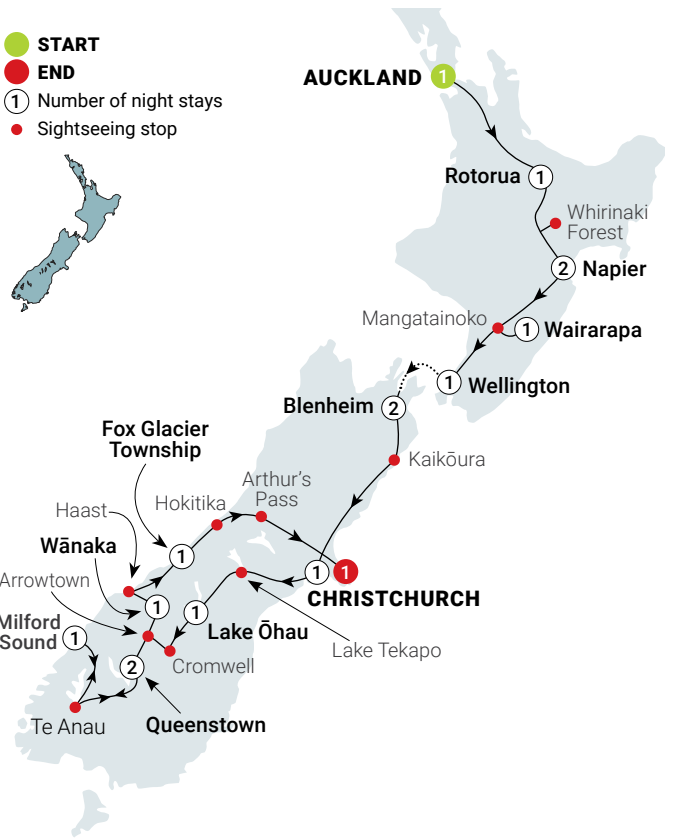 START
END
1 Number of night stays
Sightseeing stop
AUCKLAND 1
Rotorua 1
Whirinaki
Forest
2 Napier
Mangatainoko
1 Wairarapa
1 Wellington
Blenheim 2
Kaikōura
Fox Glacier
Township
Arthur's
Pass
Hokitika
Haast
1
Wānaka
1 1
CHRISTCHURCH
Arrowtown
1
1
Lake Ōhau
Lake Tekapo
Milford
Sound 1
Cromwell
2
Te Anau
Queenstown